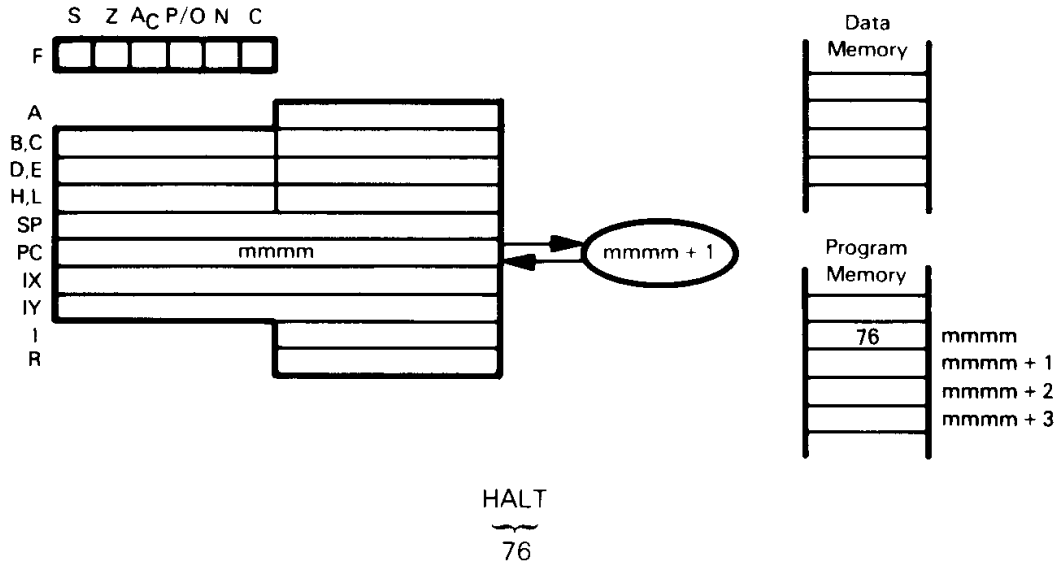 S Z AC P/O N C
F
A
B,C
D,E
H,L
SP
PC mmmm mmmm + 1
IX
IY
I
R
Data
Memory
Program
Memory
76 mmmm
mmmm + 1
mmmm + 2
mmmm + 3
HALT
76